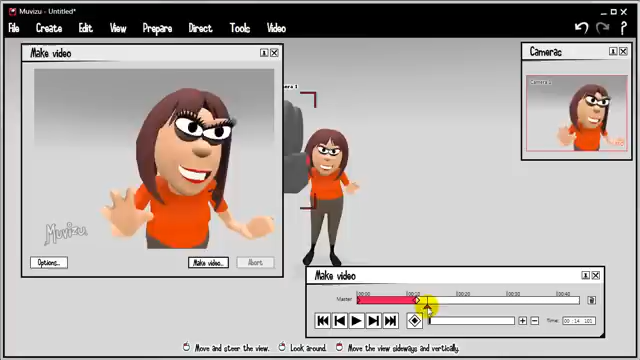 Muvizu - Untitled*
File Create Edit View Prepare Direct Tools Video
Make video
Muvizu
Options...
Make video...
Abort
Cameras
Make video
Master
00:00
00:10
00:20
00:30
00:40
Time:
Move and steer the view. Look around. Move the view sideways and vertically.